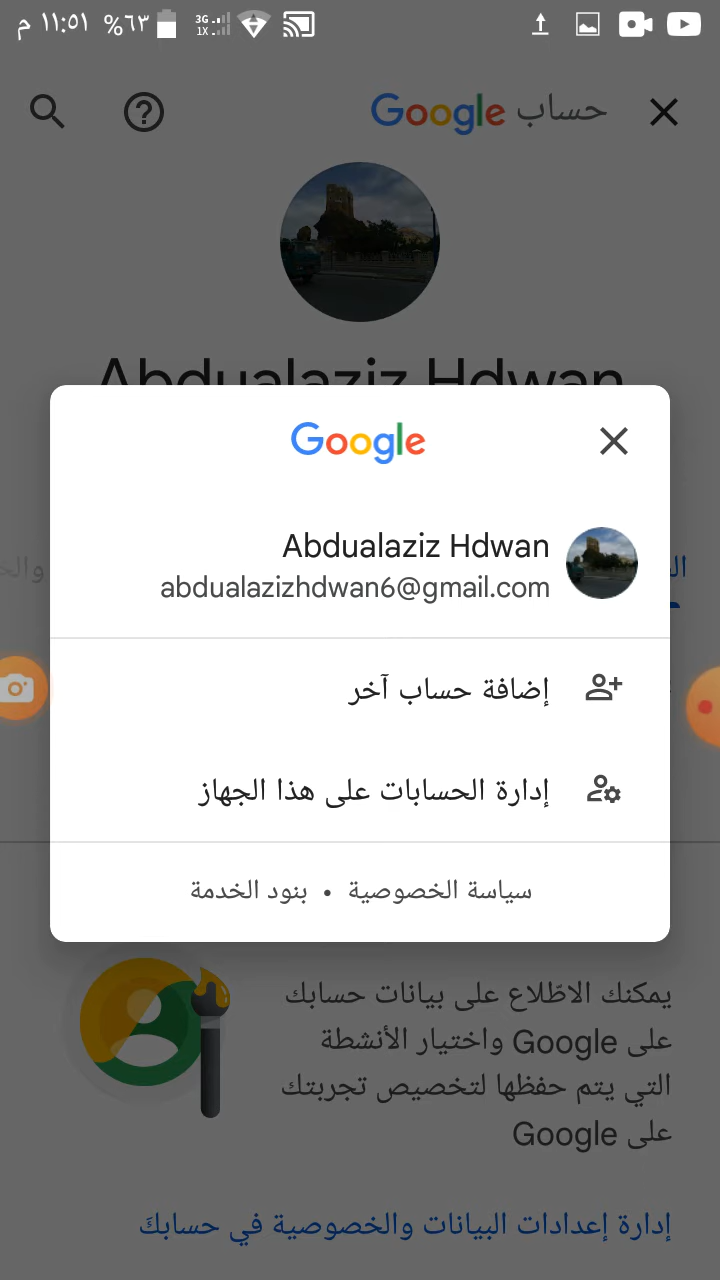 ١١:٥١ م %٦٣ 3G 1X
حساب Google
Abdualaziz Hdwan
Google
Abdualaziz Hdwan
abdualazizhdwan6@gmail.com
إضافة حساب آخر
إدارة الحسابات على هذا الجهاز
سياسة الخصوصية • بنود الخدمة
يمكنك الاطّلاع على بيانات حسابك
على Google واختيار الأنشطة
التي يتم حفظها لتخصيص تجربتك
على Google
إدارة إعدادات البيانات والخصوصية في حسابكَ